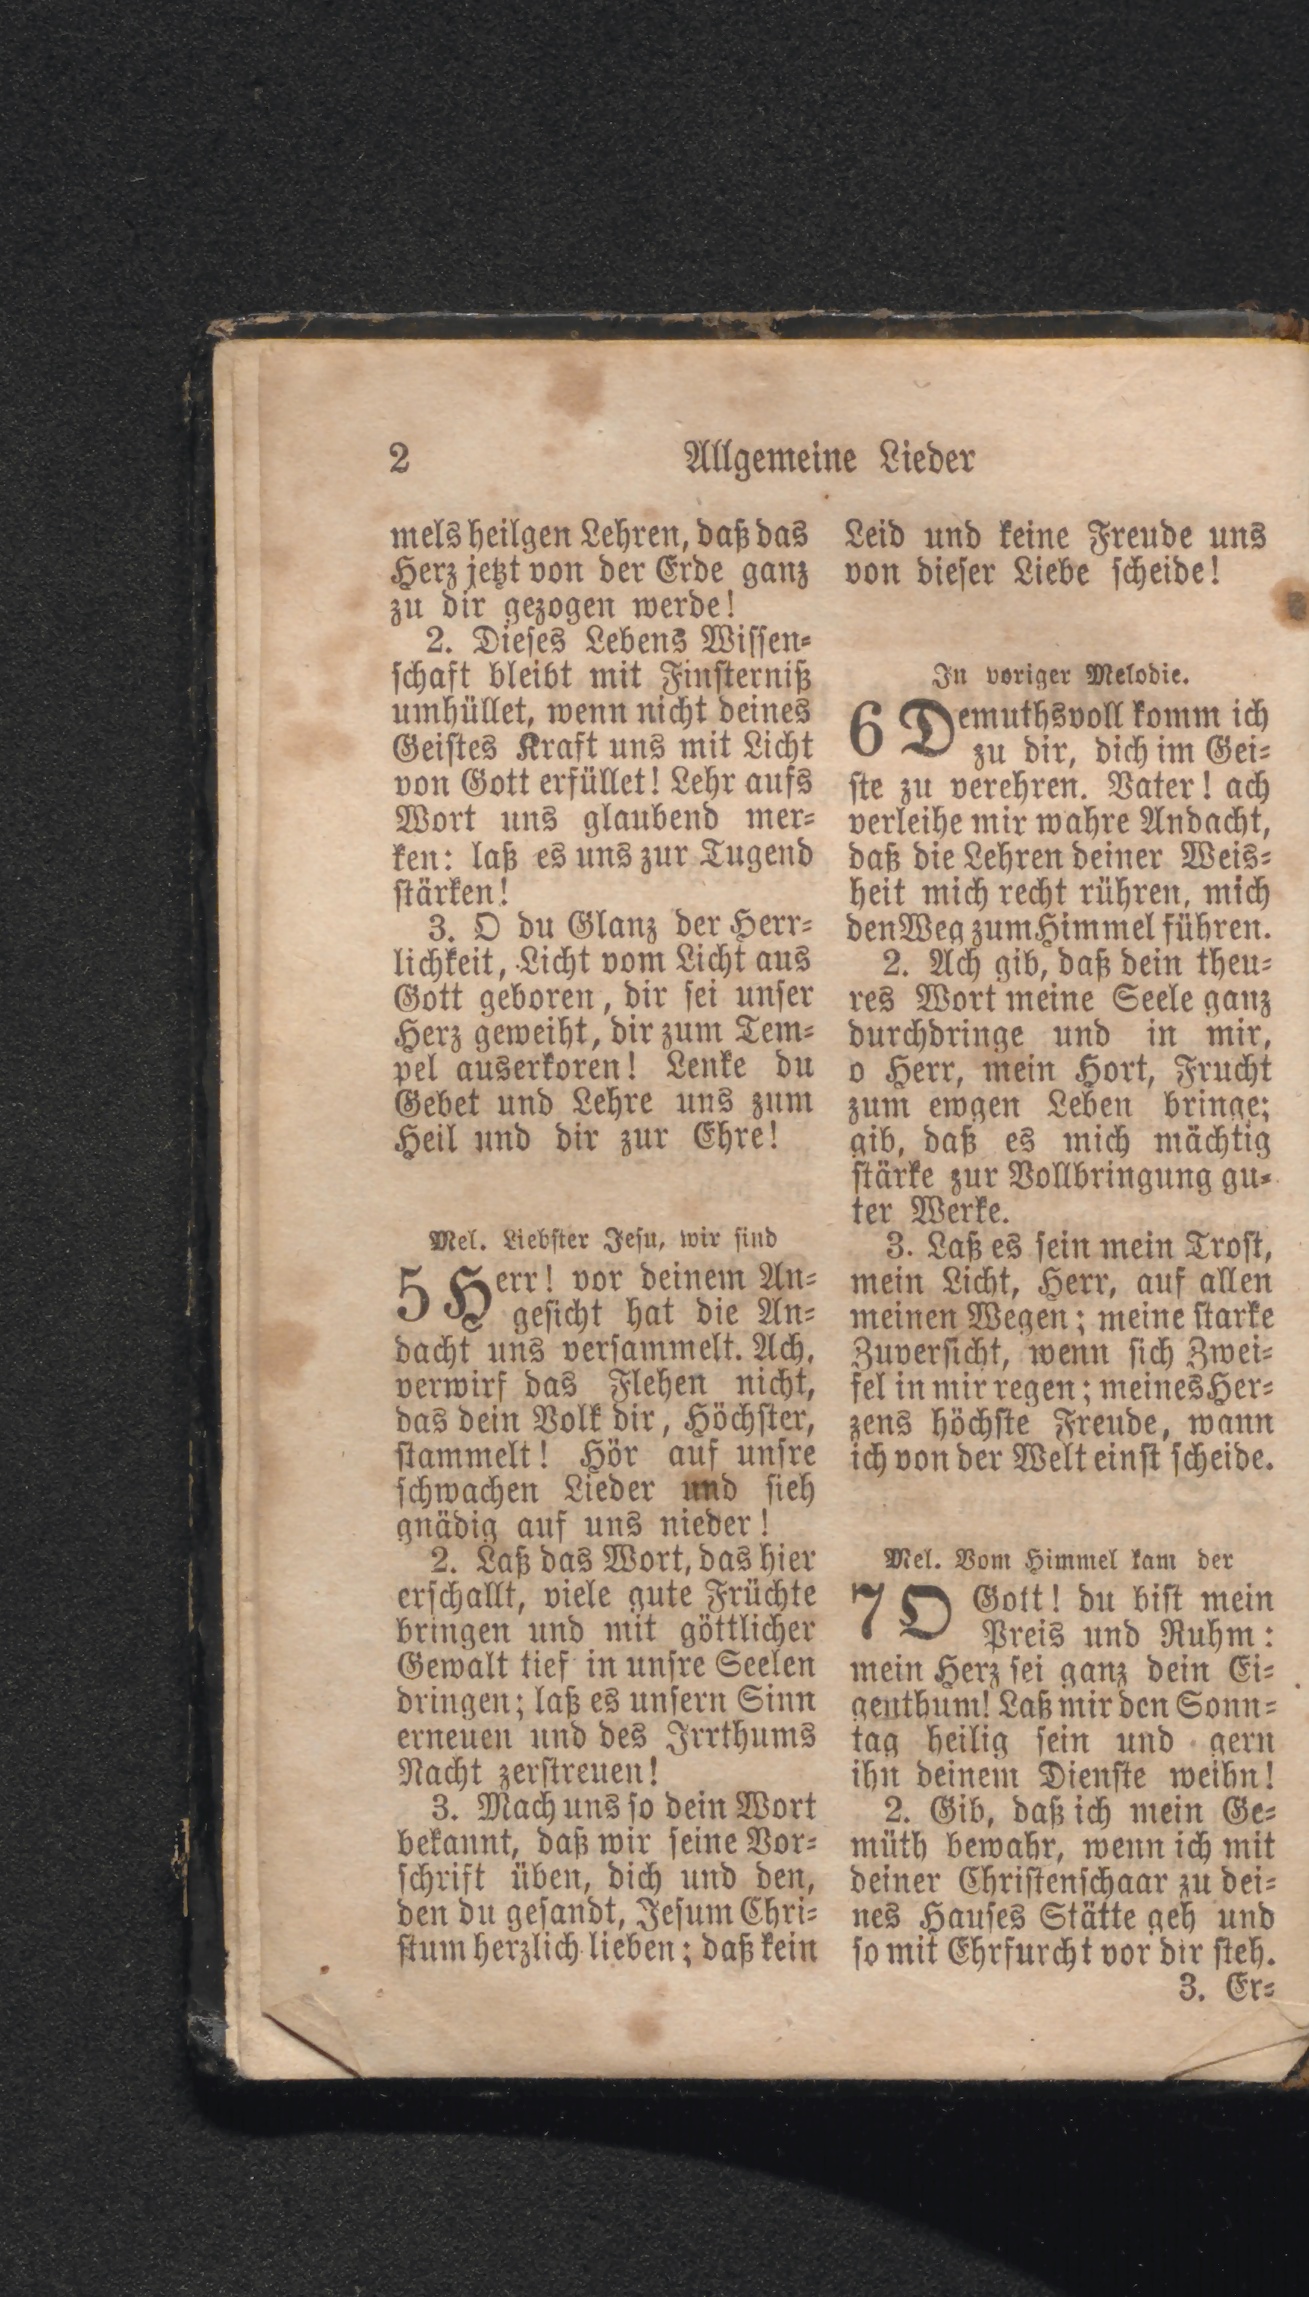 2 Allgemeine Lieder
mels heilgen Lehren, daß das
Herz jetzt von der Erde ganz
zu dir gezogen werde!
2. Dieses Lebens Wissen-
schaft bleibt mit Finsterniß
umhüllet, wenn nicht deines
Geistes Kraft uns mit Licht
von Gott erfüllet! Lehr aufs
Wort uns glaubend mer-
ken: laß es uns zur Tugend
stärken!
3. O du Glanz der Herr-
lichkeit, Licht vom Licht aus
Gott geboren, dir sei unser
Herz geweiht, dir zum Tem-
pel auserkoren! Lenke du
Gebet und Lehre uns zum
Heil und dir zur Ehre!
Mel. Liebster Jesu, wir sind
5 Herr! vor deinem An-
gesicht hat die An-
dacht uns versammelt. Ach,
verwirf das Flehen nicht,
das dein Volk dir, Höchster,
stammelt! Hör auf unsre
schwachen Lieder und sieh
gnädig auf uns nieder!
2. Laß das Wort, das hier
erschallt, viele gute Früchte
bringen und mit göttlicher
Gewalt tief in unsre Seelen
dringen; laß es unsern Sinn
erneuen und des Irrthums
Nacht zerstreuen!
3. Mach uns so dein Wort
bekannt, daß wir seine Vor-
schrift üben, dich und den,
den du gesandt, Jesum Chri-
stum herzlich lieben; daß kein
Leid und keine Freude uns
von dieser Liebe scheide!
In voriger Melodie.
6 Demuthsvoll komm ich
zu dir, dich im Gei-
ste zu verehren. Vater! ach
verleihe mir wahre Andacht,
daß die Lehren deiner Weis-
heit mich recht rühren, mich
den Weg zum Himmel führen.
2. Ach gib, daß dein theu-
res Wort meine Seele ganz
durchdringe und in mir,
o Herr, mein Hort, Frucht
zum ewgen Leben bringe;
gib, daß es mich mächtig
stärke zur Vollbringung gu-
ter Werke.
3. Laß es sein mein Trost,
mein Licht, Herr, auf allen
meinen Wegen; meine starke
Zuversicht, wenn sich Zwei-
fel in mir regen; meines Her-
zens höchste Freude, wann
ich von der Welt einst scheide.
Mel. Vom Himmel kam der
7 O Gott! du bist mein
Preis und Ruhm:
mein Herz sei ganz dein Ei-
genthum! Laß mir den Sonn-
tag heilig sein und gern
ihn deinem Dienste weihn!
2. Gib, daß ich mein Ge-
müth bewahr, wenn ich mit
deiner Christenschaar zu dei-
nes Hauses Stätte geh und
so mit Ehrfurcht vor dir steh.
3. Er-